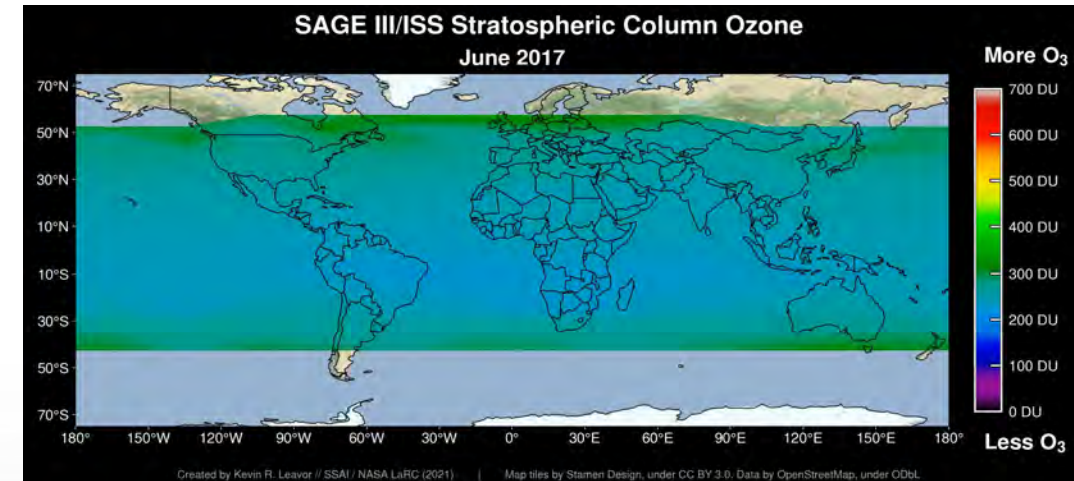 SAGE III/ISS Stratospheric Column Ozone
June 2017
More O₃
70°N
50°N
30°N
10°N
10°S
30°S
50°S
70°S
180°
150°W
120°W
90°W
60°W
30°W
0°
30°E
60°E
90°E
120°E
150°E
180°
700 DU
600 DU
500 DU
400 DU
300 DU
200 DU
100 DU
0 DU
Less O₃
Created by Kevin R. Leavor // SSAI / NASA LaRC (2021) | Map tiles by Stamen Design, under CC BY 3.0. Data by OpenStreetMap, under ODbL